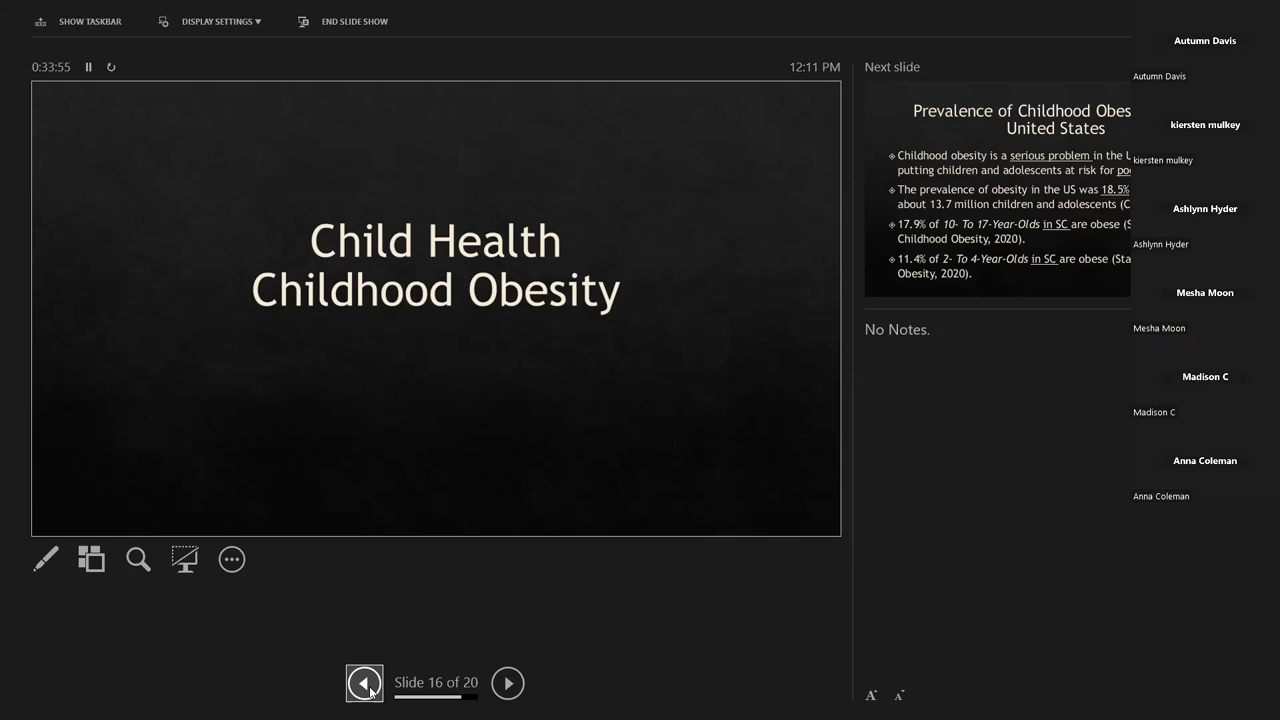 SHOW TASKBAR
DISPLAY SETTINGS
END SLIDE SHOW
0:33:55
12:11 PM
Child Health
Childhood Obesity
Slide 16 of 20
Next slide
Prevalence of Childhood Obes
United States
Childhood obesity is a serious problem in the U
putting children and adolescents at risk for po
The prevalence of obesity in the US was 18.5%
about 13.7 million children and adolescents (C
17.9% of 10- To 17-Year-Olds in SC are obese (S
Childhood Obesity, 2020).
11.4% of 2- To 4-Year-Olds in SC are obese (Sta
Obesity, 2020).
No Notes.
A A
Autumn Davis
Autumn Davis
kiersten mulkey
kiersten mulkey
Ashlynn Hyder
Ashlynn Hyder
Mesha Moon
Mesha Moon
Madison C
Madison C
Anna Coleman
Anna Coleman